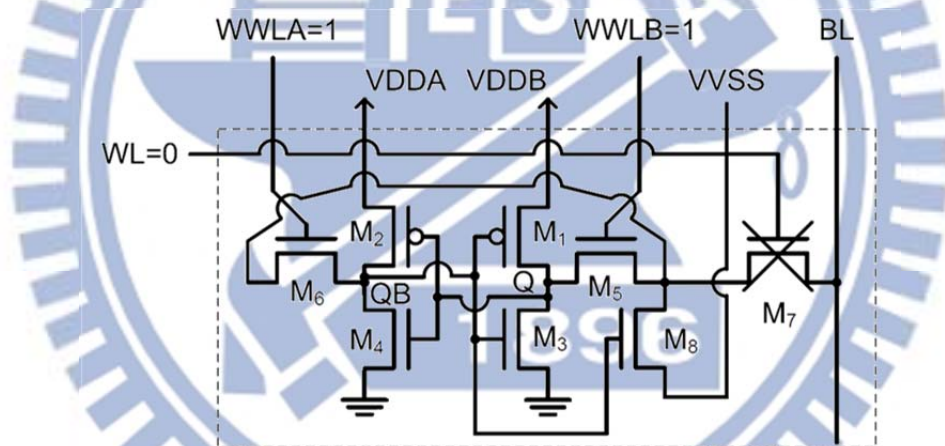 WWLA=1 WWLB=1 BL
VDDA VDDB VVSS
WL=0
M2 M1
M6 QB Q M5 M7
M4 M3 M8
1896